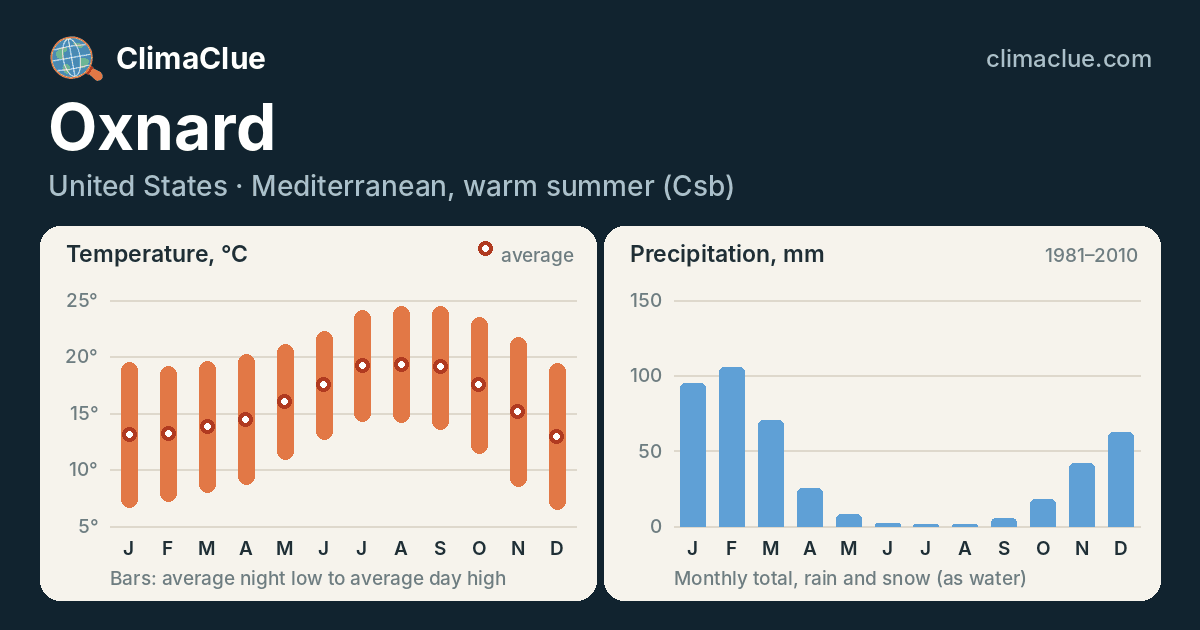 ClimaClue
climaclue.com
Oxnard
United States · Mediterranean, warm summer (Csb)
Temperature, °C
average
25°
20°
15°
10°
5°
J F M A M J J A S O N D
Bars: average night low to average day high
Precipitation, mm
1981–2010
150
100
50
0
J F M A M J J A S O N D
Monthly total, rain and snow (as water)